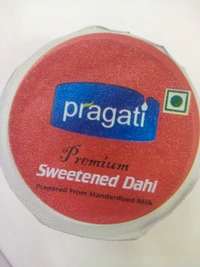 pragati
Premium
Sweetened Dahi
Prepared From Standardised Milk